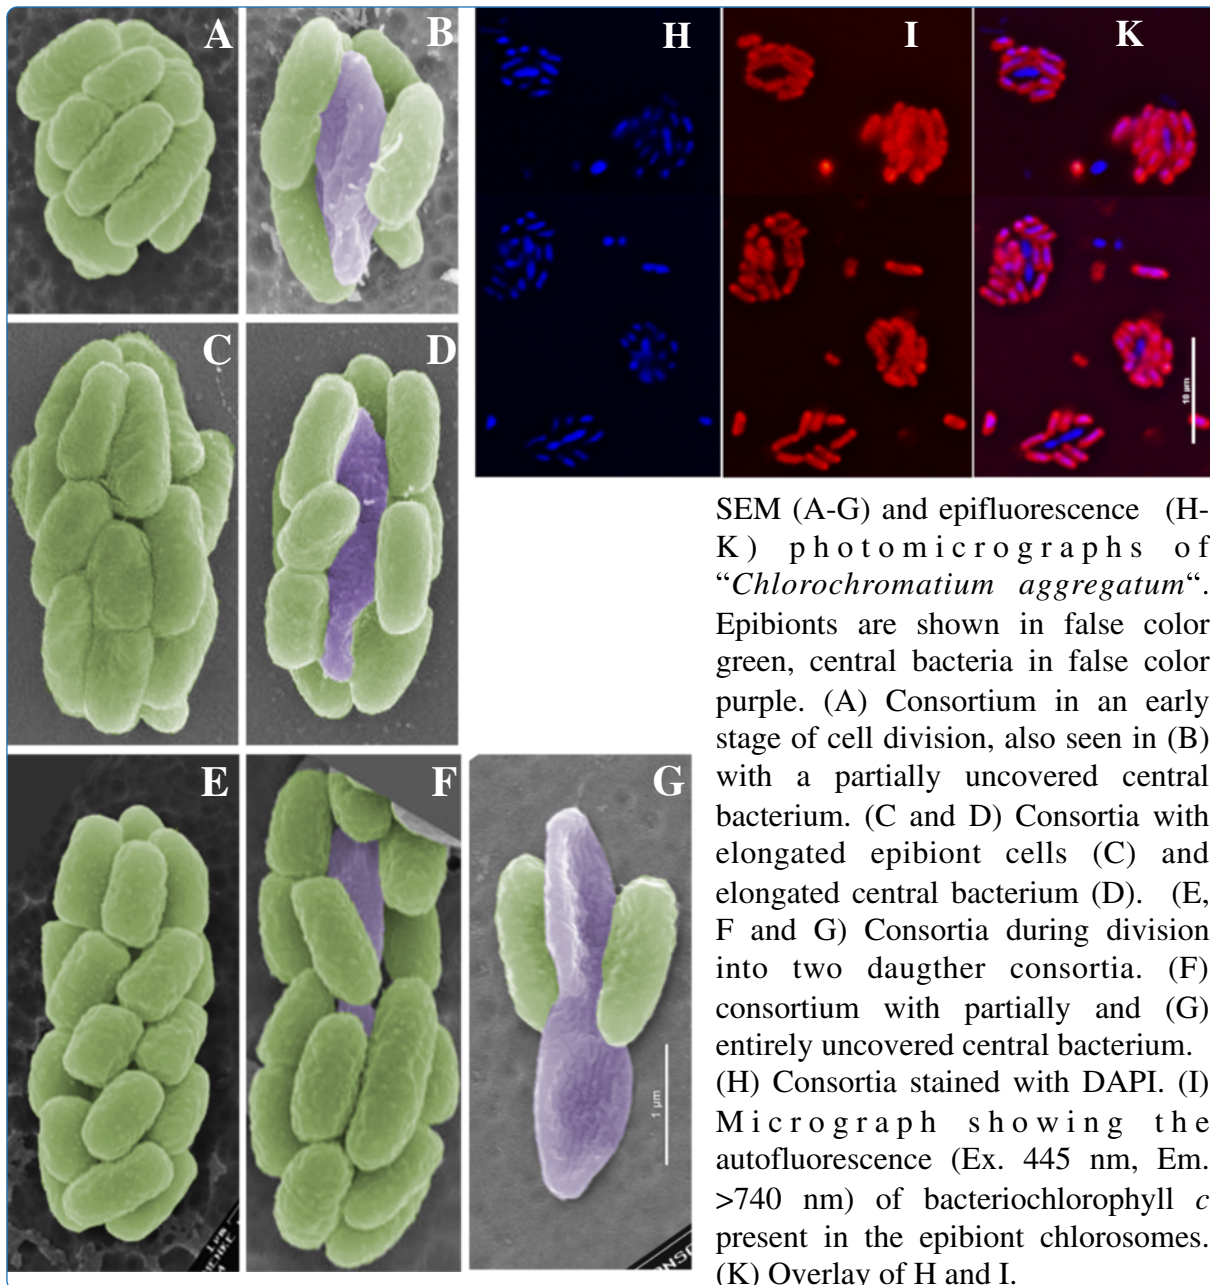 A
B
H
I
K
C
D
10 µm
E
F
G
1 µm
SEM (A-G) and epifluorescence (H-
K) photomicrographs of
“Chlorochromatium aggregatum“.
Epibionts are shown in false color
green, central bacteria in false color
purple. (A) Consortium in an early
stage of cell division, also seen in (B)
with a partially uncovered central
bacterium. (C and D) Consortia with
elongated epibiont cells (C) and
elongated central bacterium (D). (E,
F and G) Consortia during division
into two daugther consortia. (F)
consortium with partially and (G)
entirely uncovered central bacterium.
(H) Consortia stained with DAPI. (I)
Micrograph showing the
autofluorescence (Ex. 445 nm, Em.
>740 nm) of bacteriochlorophyll c
present in the epibiont chlorosomes.
(K) Overlay of H and I.